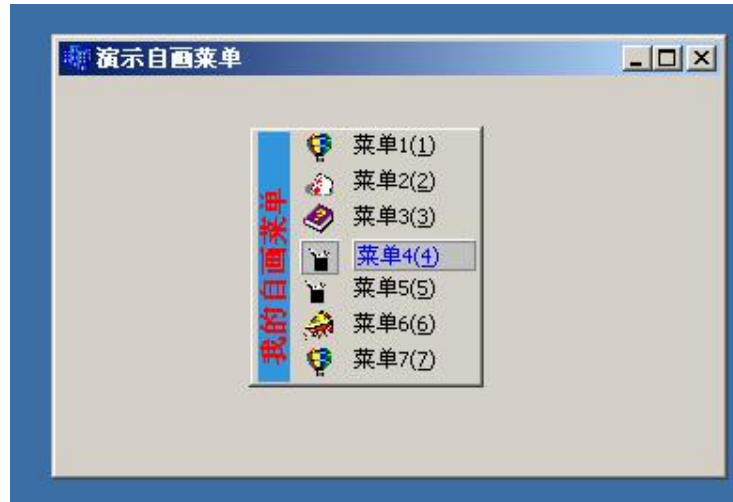 演示自画菜单
我的自画菜单
菜单1(1)
菜单2(2)
菜单3(3)
菜单4(4)
菜单5(5)
菜单6(6)
菜单7(7)